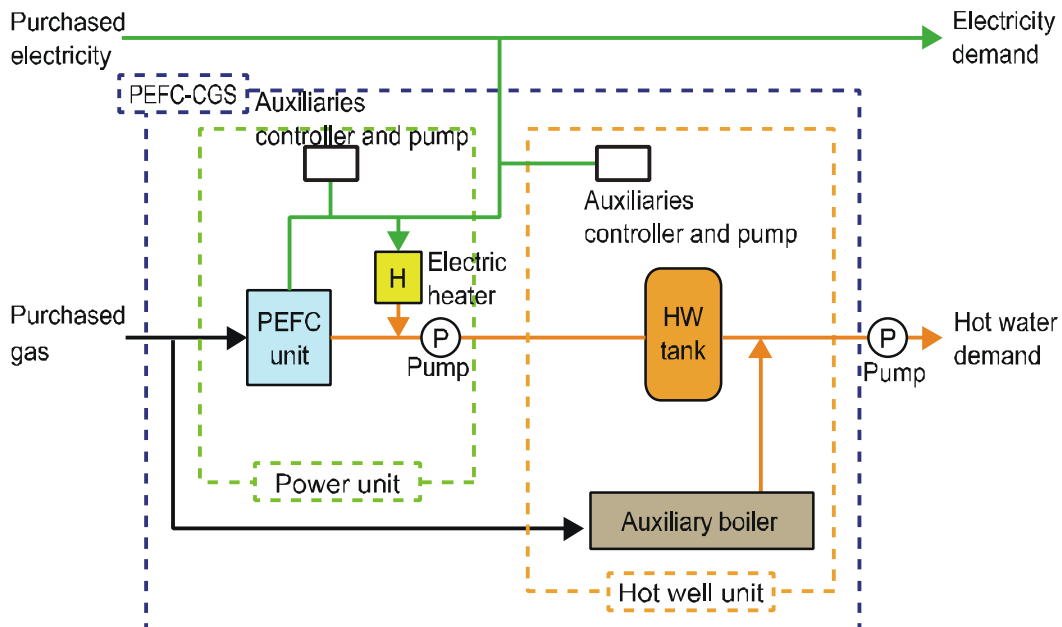 Purchased
electricity
Electricity
demand
PEFC-CGS
Auxiliaries
controller and pump
Auxiliaries
controller and pump
H
Electric
heater
Purchased
gas
PEFC
unit
P
Pump
HW
tank
P
Pump
Hot water
demand
Power unit
Auxiliary boiler
Hot well unit